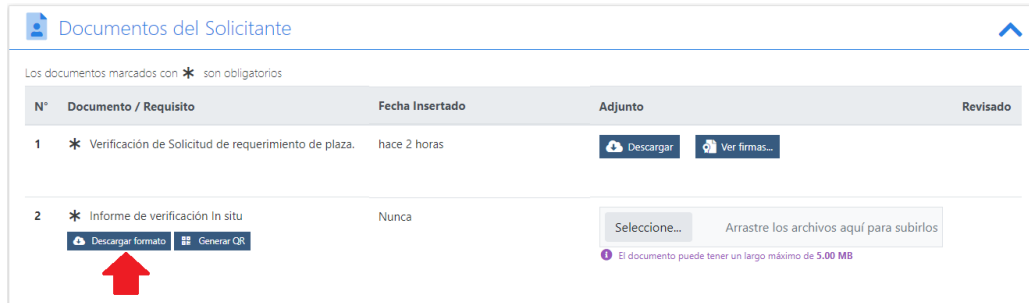 Documentos del Solicitante
Los documentos marcados con * son obligatorios
N° Documento / Requisito Fecha Insertado Adjunto Revisado
1 * Verificación de Solicitud de requerimiento de plaza. hace 2 horas Descargar Ver firmas...
2 * Informe de verificación In situ Nunca
Seleccione... Arrastre los archivos aquí para subirlos
Descargar formato Generar QR
El documento puede tener un largo máximo de 5.00 MB